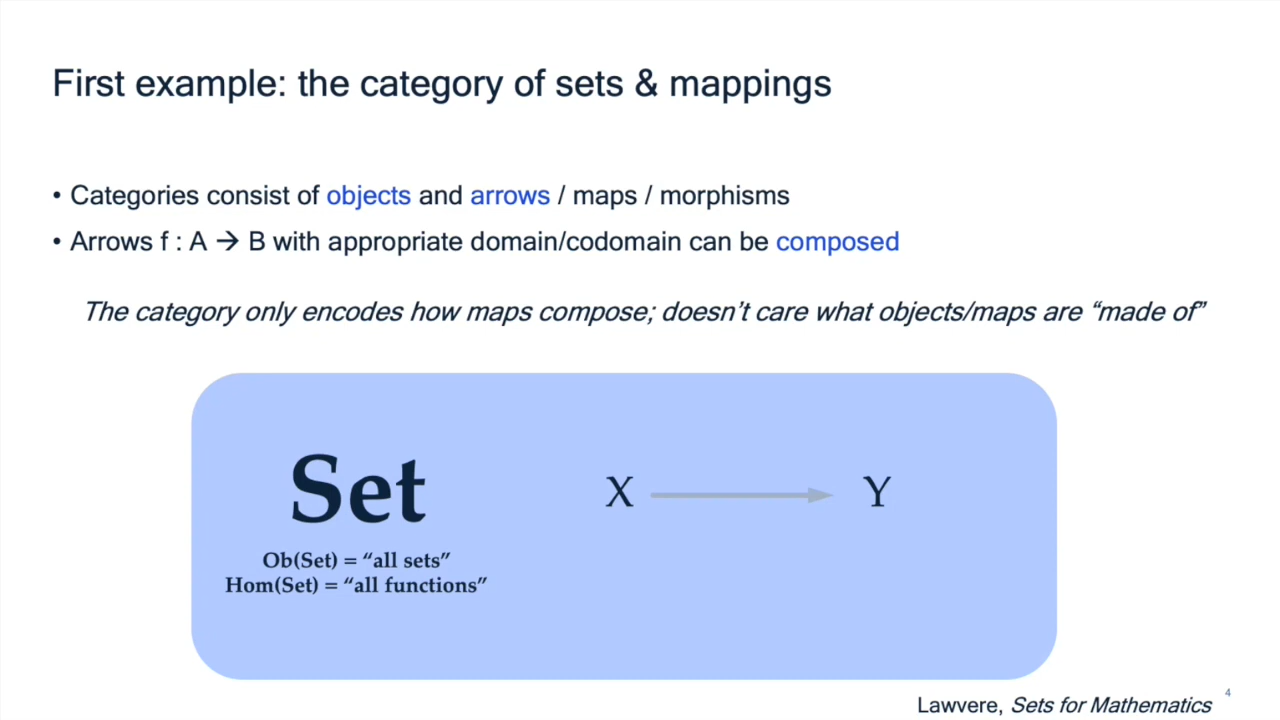 First example: the category of sets & mappings
• Categories consist of objects and arrows / maps / morphisms
• Arrows f : A → B with appropriate domain/codomain can be composed
The category only encodes how maps compose; doesn’t care what objects/maps are “made of”
Set
Ob(Set) = “all sets”
Hom(Set) = “all functions”
X
Y
Lawvere, Sets for Mathematics
4